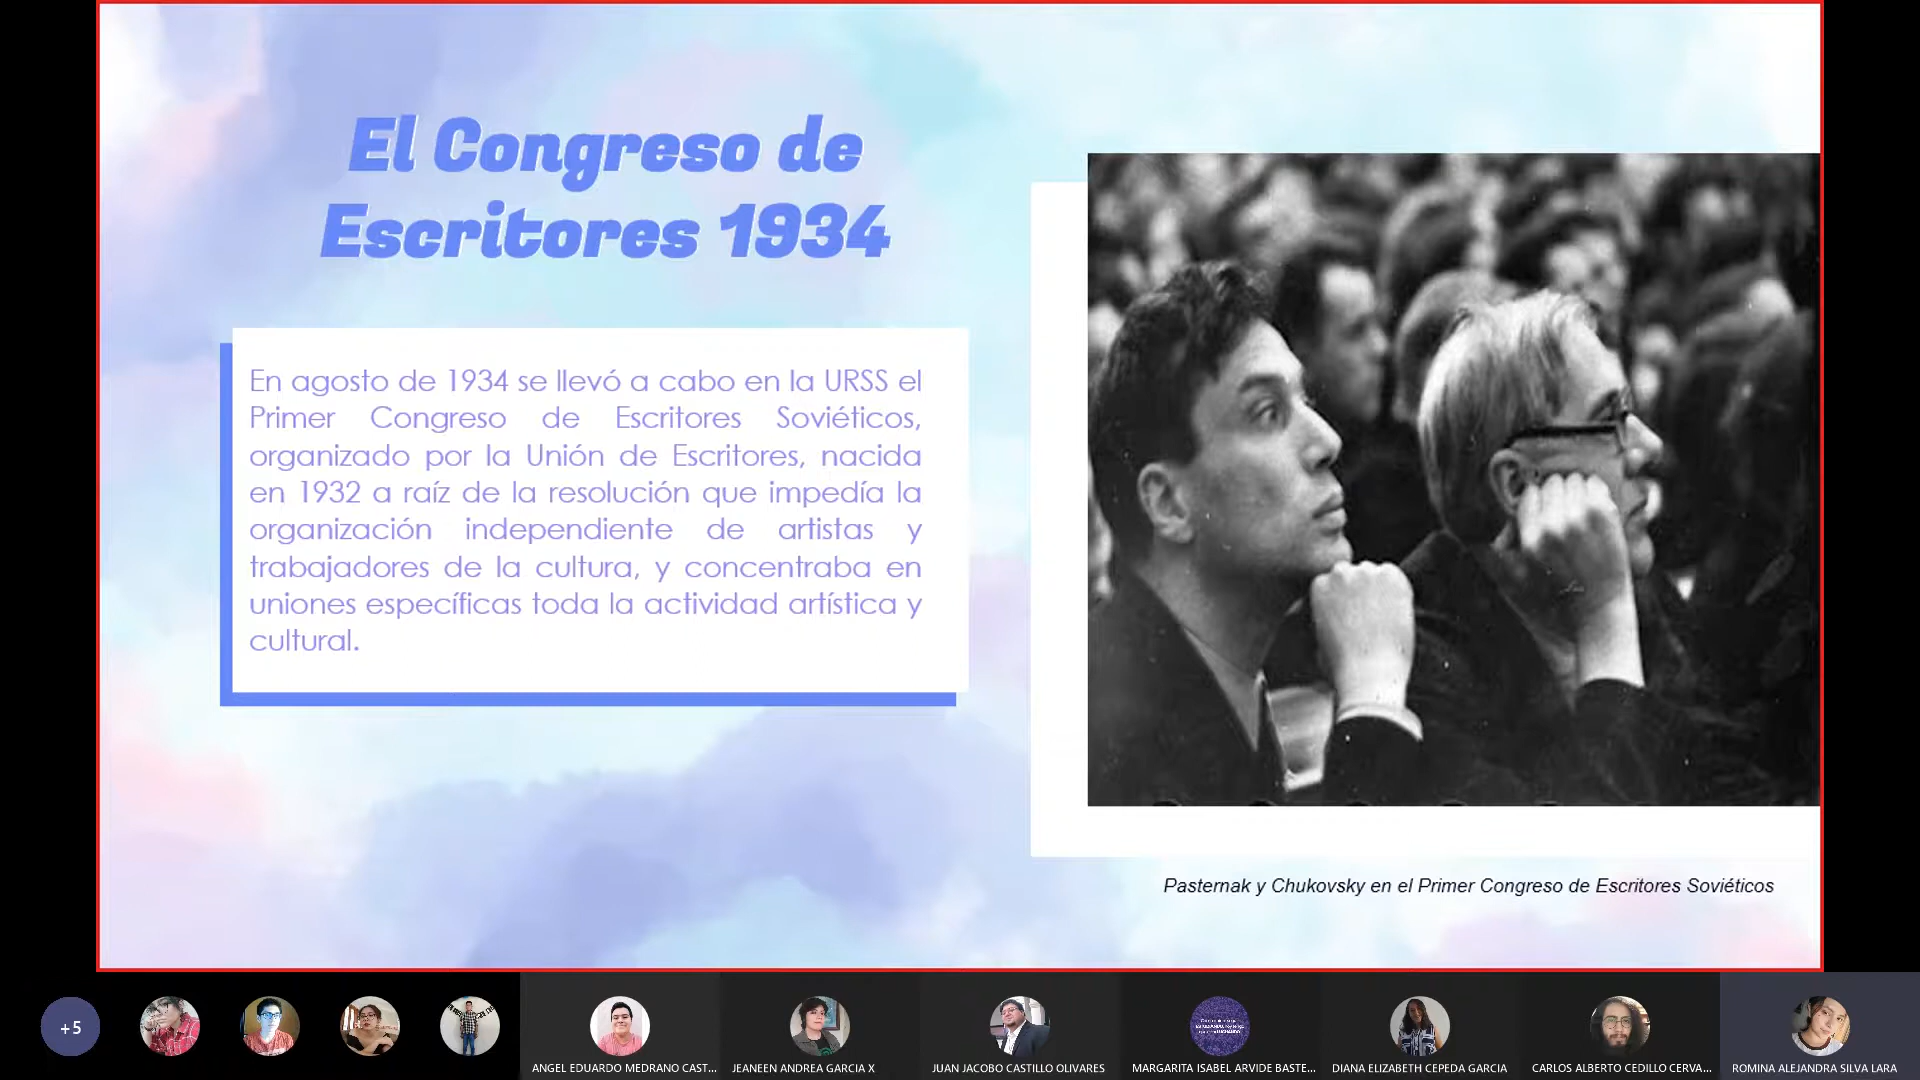 El Congreso de
Escritores 1934
En agosto de 1934 se llevó a cabo en la URSS el
Primer Congreso de Escritores Soviéticos,
organizado por la Unión de Escritores, nacida
en 1932 a raíz de la resolución que impedía la
organización independiente de artistas y
trabajadores de la cultura, y concentraba en
uniones específicas toda la actividad artística y
cultural.
Pasternak y Chukovsky en el Primer Congreso de Escritores Soviéticos
+5
ANGEL EDUARDO MEDRANO CAST...
JEANEEN ANDREA GARCIA X
JUAN JACOBO CASTILLO OLIVARES
MARGARITA ISABEL ARVIDE BASTE...
DIANA ELIZABETH CEPEDA GARCIA
CARLOS ALBERTO CEDILLO CERVA...
ROMINA ALEJANDRA SILVA LARA